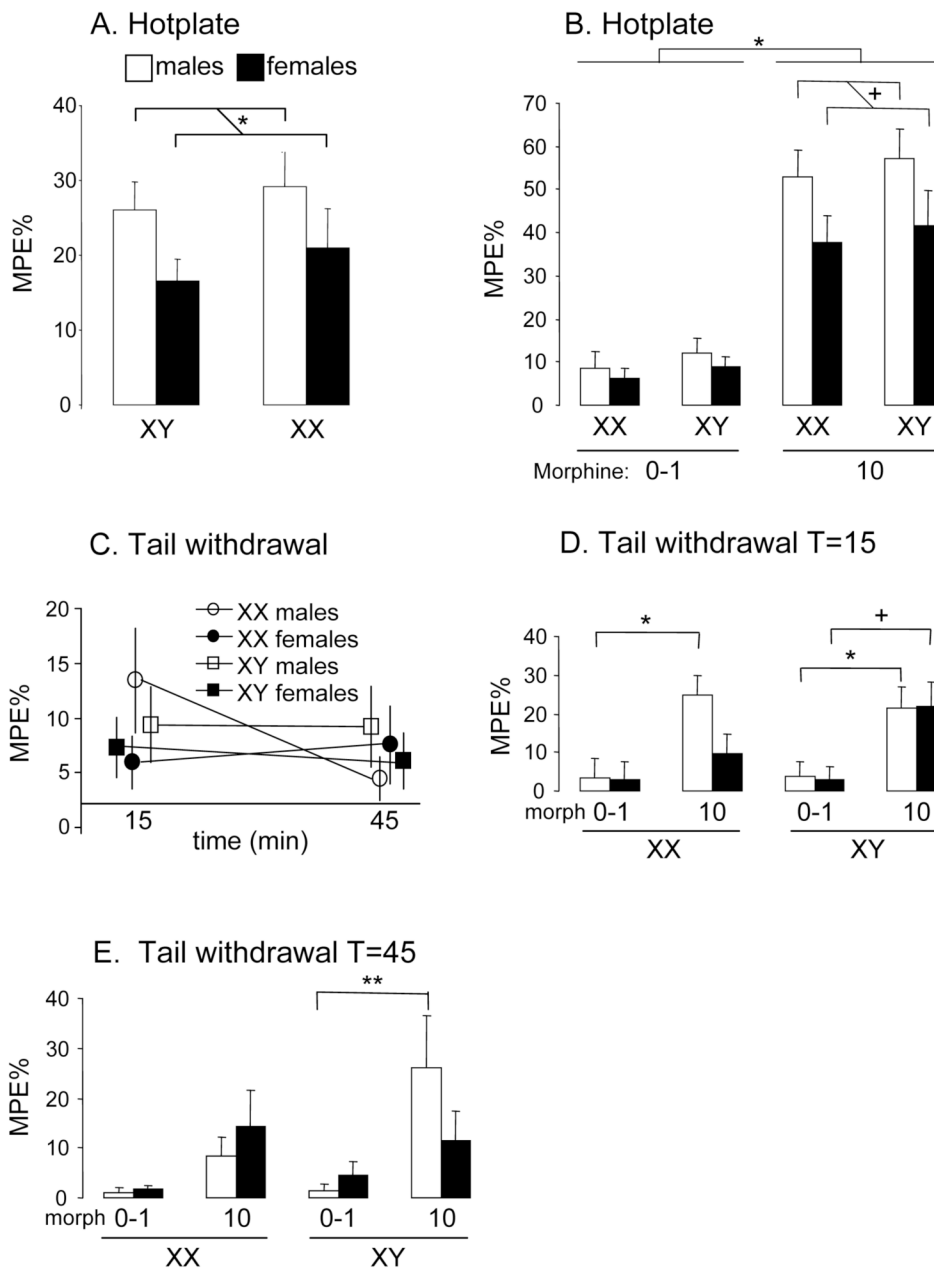 A. Hotplate
males females
*
40
30
20
10
0
MPE%
XY XX
B. Hotplate
*
+
70
60
50
40
30
20
10
0
MPE%
XX XY XX XY
Morphine: 0-1 10
C. Tail withdrawal
XX males
XX females
XY males
XY females
20
15
10
5
0
MPE%
15 45
time (min)
D. Tail withdrawal T=15
* + *
40
30
20
10
0
MPE%
morph 0-1 10 0-1 10
XX XY
E. Tail withdrawal T=45
**
40
30
20
10
0
MPE%
morph 0-1 10 0-1 10
XX XY